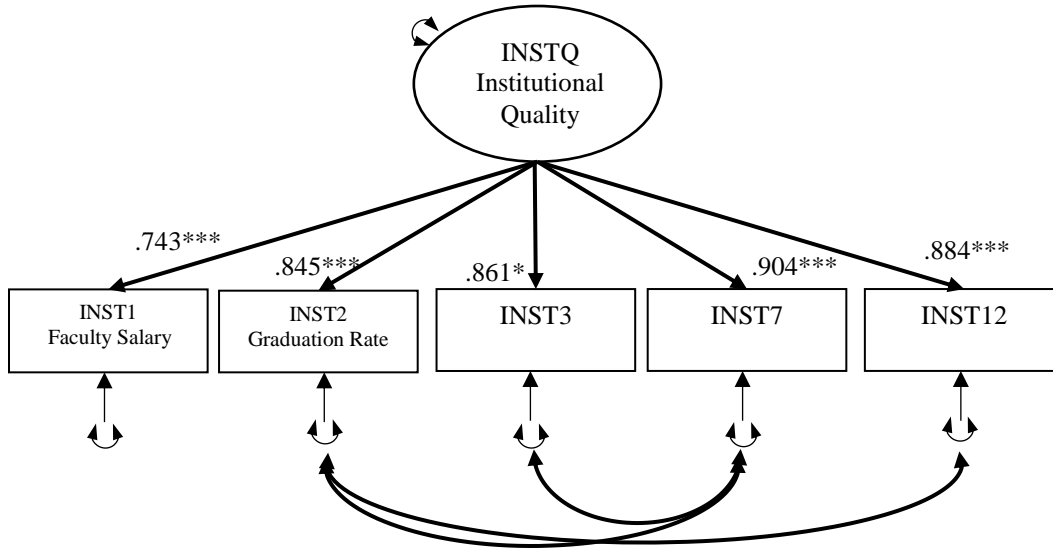 INSTQ
Institutional
Quality
.743***
.845***
.861*
.904***
.884***
INST1
Faculty Salary
INST2
Graduation Rate
INST3
INST7
INST12